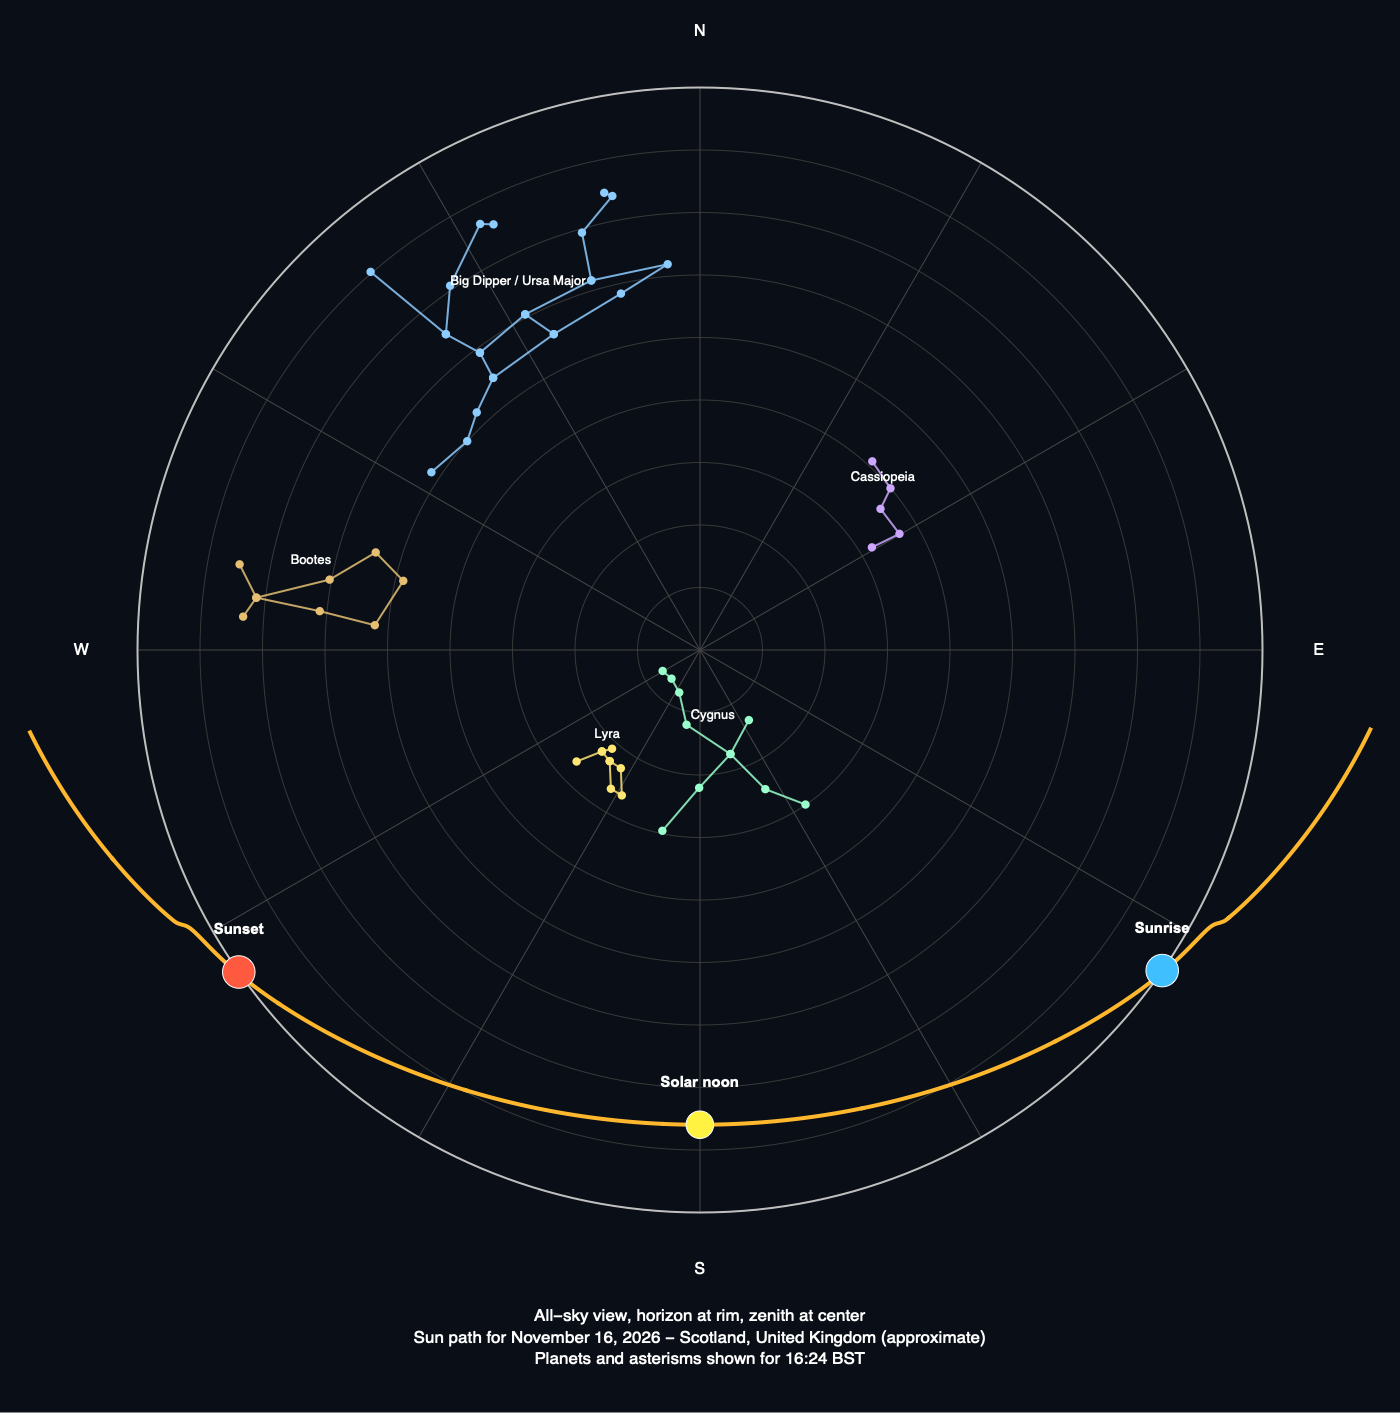 N
Big Dipper / Ursa Major
Cassiopeia
Bootes
W
E
Cygnus
Lyra
Sunset
Sunrise
Solar noon
S
All-sky view, horizon at rim, zenith at center
Sun path for November 16, 2026 - Scotland, United Kingdom (approximate)
Planets and asterisms shown for 16:24 BST